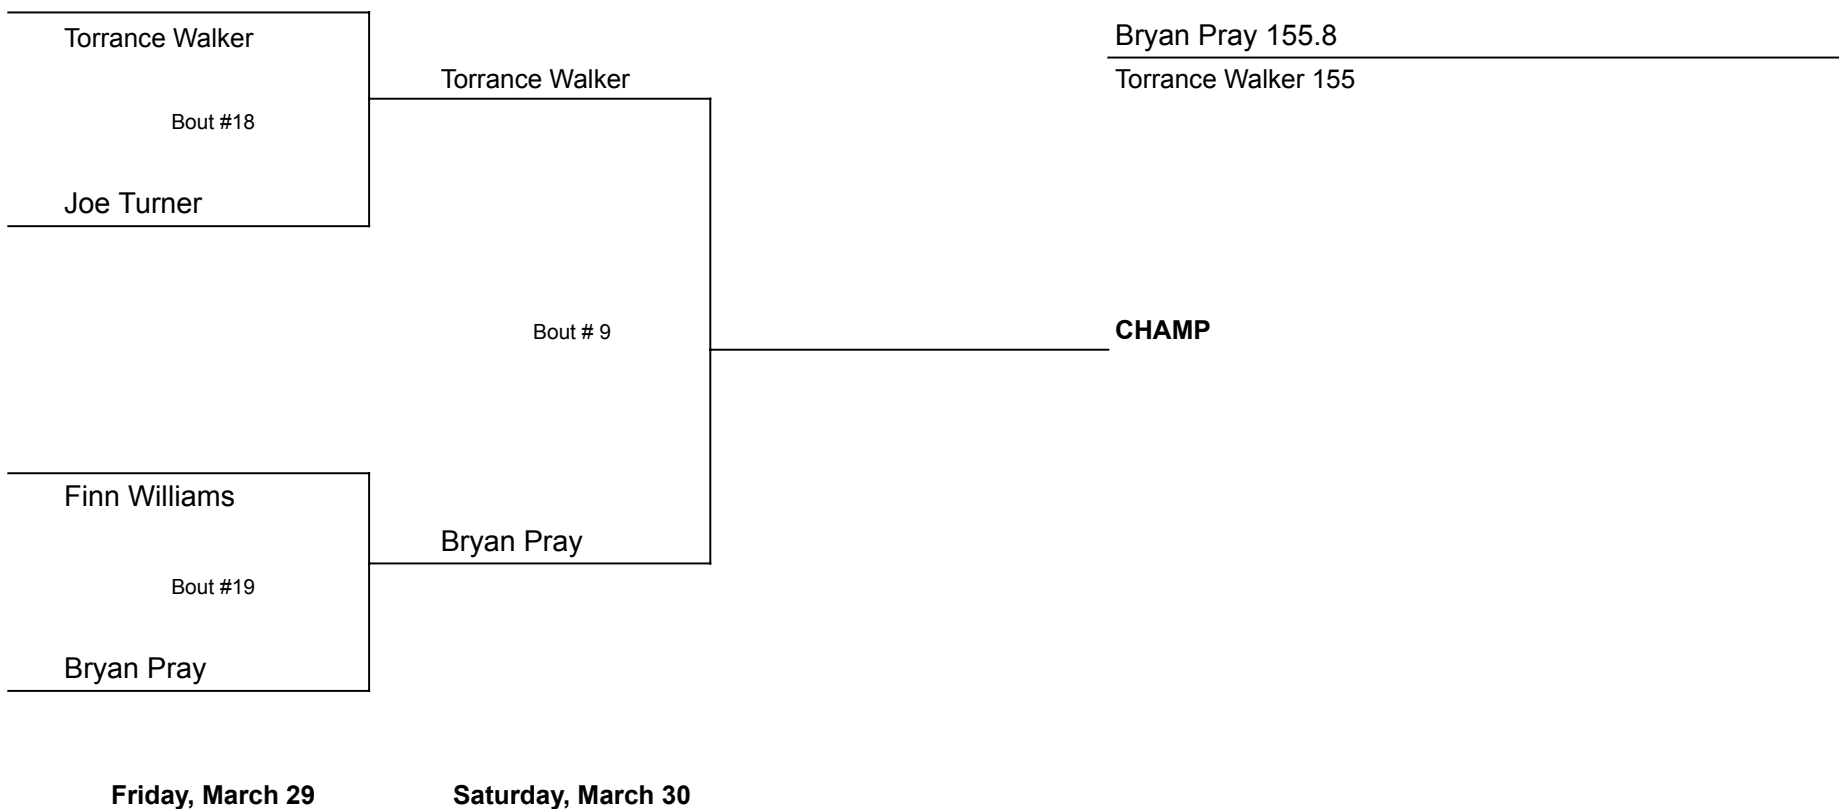 Torrance Walker
Bryan Pray 155.8
Torrance Walker
Torrance Walker 155
Bout #18
Joe Turner
Bout # 9
CHAMP
Finn Williams
Bryan Pray
Bout #19
Bryan Pray
Friday, March 29
Saturday, March 30